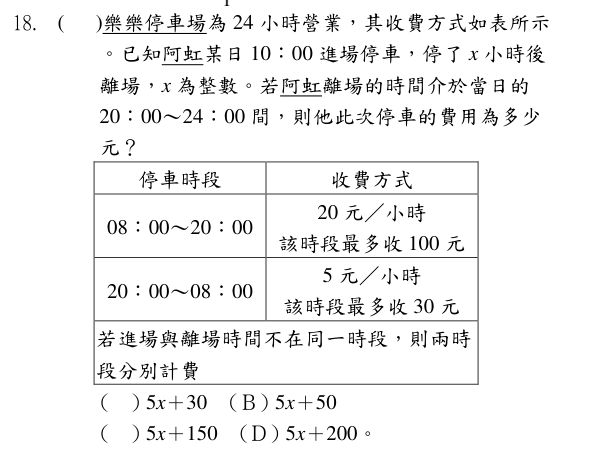 18. (　　)樂樂停車場為 24 小時營業，其收費方式如表所示
。已知阿虹某日 10：00 進場停車，停了 x 小時後
離場，x 為整數。若阿虹離場的時間介於當日的
20：00～24：00 間，則他此次停車的費用為多少
元？
停車時段 收費方式
08：00～20：00 20 元／小時
該時段最多收 100 元
20：00～08：00 5 元／小時
該時段最多收 30 元
若進場與離場時間不在同一時段，則兩時
段分別計費
(　) 5x＋30 (B) 5x＋50
(　) 5x＋150 (D) 5x＋200。